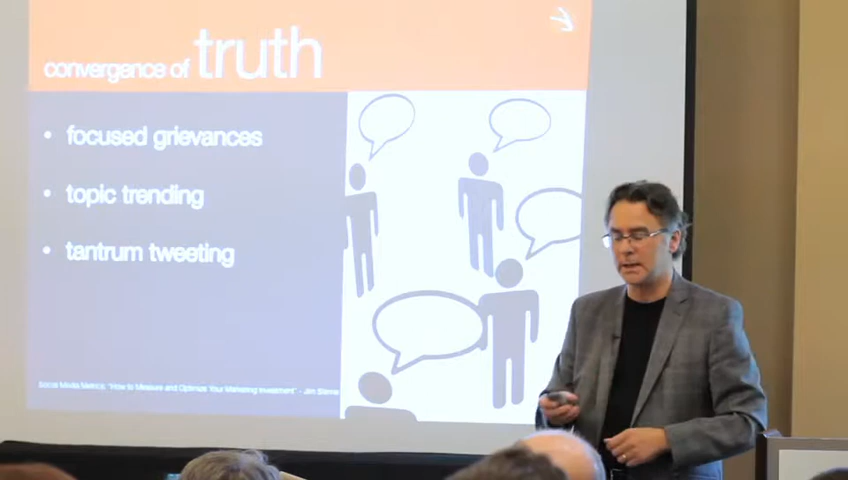 convergence of truth
• focused grievances
• topic trending
• tantrum tweeting
Social Media Metrics: "How to Measure and Optimize Your Marketing Investment" - Jim Sterne